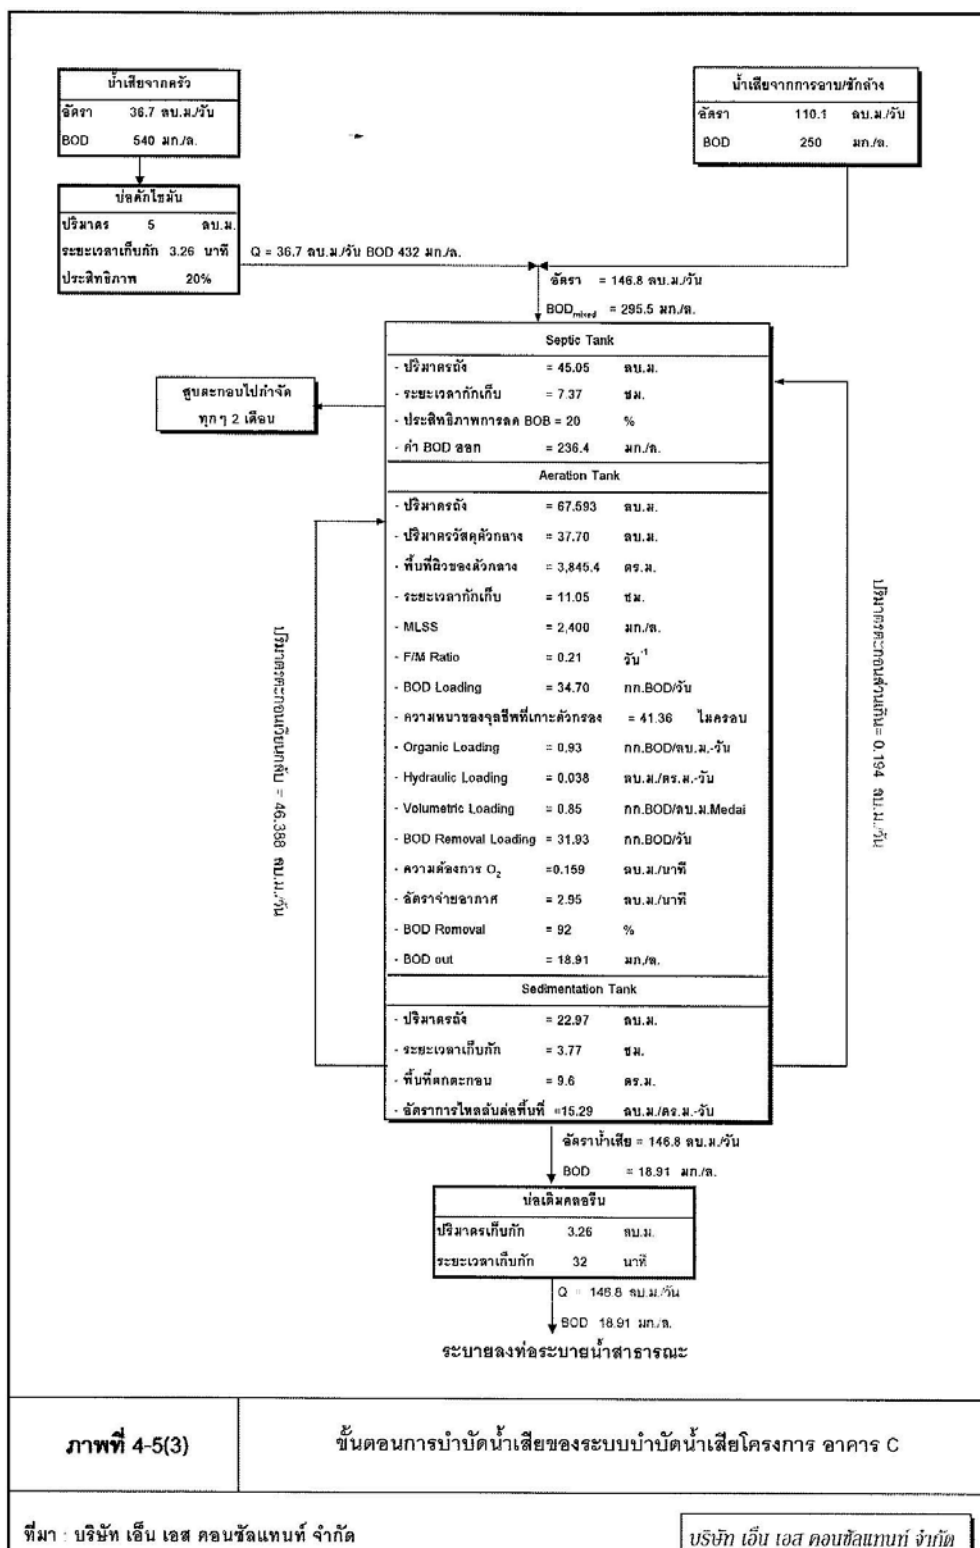 น้ำเสียจากครัว
อัตรา 36.7 ลบ.ม./วัน
BOD 540 มก./ล.
น้ำเสียจากการอาบ/ซักล้าง
อัตรา 110.1 ลบ.ม./วัน
BOD 250 มก./ล.
บ่อดักไขมัน
ปริมาตร 5 ลบ.ม.
ระยะเวลาเก็บกัก 3.26 นาที
ประสิทธิภาพ 20%
Q = 36.7 ลบ.ม./วัน BOD 432 มก./ล.
อัตรา = 146.8 ลบ.ม./วัน
BODmixed = 295.5 มก./ล.
Septic Tank
- ปริมาตรถัง = 45.05 ลบ.ม.
- ระยะเวลากักเก็บ = 7.37 ชม.
- ประสิทธิภาพการลด BOB = 20 %
- ค่า BOD ออก = 236.4 มก./ล.
สูบตะกอนไปกำจัด
ทุกๆ 2 เดือน
Aeration Tank
- ปริมาตรถัง = 67.593 ลบ.ม.
- ปริมาตรวัสดุตัวกลาง = 37.70 ลบ.ม.
- พื้นที่ผิวของตัวกลาง = 3,845.4 ตร.ม.
- ระยะเวลากักเก็บ = 11.05 ชม.
- MLSS = 2,400 มก./ล.
- F/M Ratio = 0.21 วัน-1
- BOD Loading = 34.70 กก.BOD/วัน
- ความหนาของจุลชีพที่เกาะตัวกรอง = 41.36 ไมครอน
- Organic Loading = 0.93 กก.BOD/ลบ.ม.-วัน
- Hydraulic Loading = 0.038 ลบ.ม./ตร.ม.-วัน
- Volumetric Loading = 0.85 กก.BOD/ลบ.ม.Medai
- BOD Removal Loading = 31.93 กก.BOD/วัน
- ความต้องการ O2 =0.159 ลบ.ม./นาที
- อัตราจ่ายอากาศ = 2.95 ลบ.ม./นาที
- BOD Romoval = 92 %
- BOD out = 18.91 มก./ล.
ปริมาตรตะกอนเวียนกลับ = 46.388 ลบ.ม./วัน
ปริมาตรตะกอนส่วนเกิน= 0.194 ลบ.ม./วัน
Sedimentation Tank
- ปริมาตรถัง = 22.97 ลบ.ม.
- ระยะเวลาเก็บกัก = 3.77 ชม.
- พื้นที่ตกตะกอน = 9.6 ตร.ม.
- อัตราการไหลล้นต่อพื้นที่ =15.29 ลบ.ม./ตร.ม.-วัน
อัตราน้ำเสีย = 146.8 ลบ.ม./วัน
BOD = 18.91 มก./ล.
บ่อเติมคลอรีน
ปริมาตรเก็บกัก 3.26 ลบ.ม.
ระยะเวลาเก็บกัก 32 นาที
Q = 146.8 ลบ.ม./วัน
BOD 18.91 มก./ล.
ระบายลงท่อระบายน้ำสาธารณะ
ภาพที่ 4-5(3)
ขั้นตอนการบำบัดน้ำเสียของระบบบำบัดน้ำเสียโครงการ อาคาร C
ที่มา : บริษัท เอ็น เอส คอนซัลแทนท์ จำกัด
บริษัท เอ็น เอส คอนซัลแทนท์ จำกัด